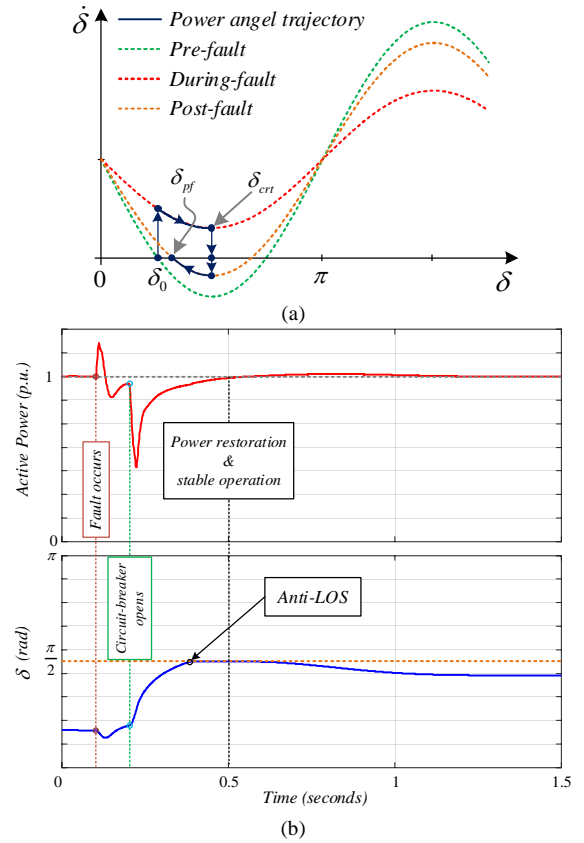 δ̇
Power angel trajectory
Pre-fault
During-fault
Post-fault
δpf
δcrt
0
δ0
π
δ
(a)
Active Power (p.u.)
1
0
Fault occurs
Power restoration
&
stable operation
Circuit-breaker
opens
δ (rad)
π
π/2
Anti-LOS
0
0.5
1
1.5
Time (seconds)
(b)